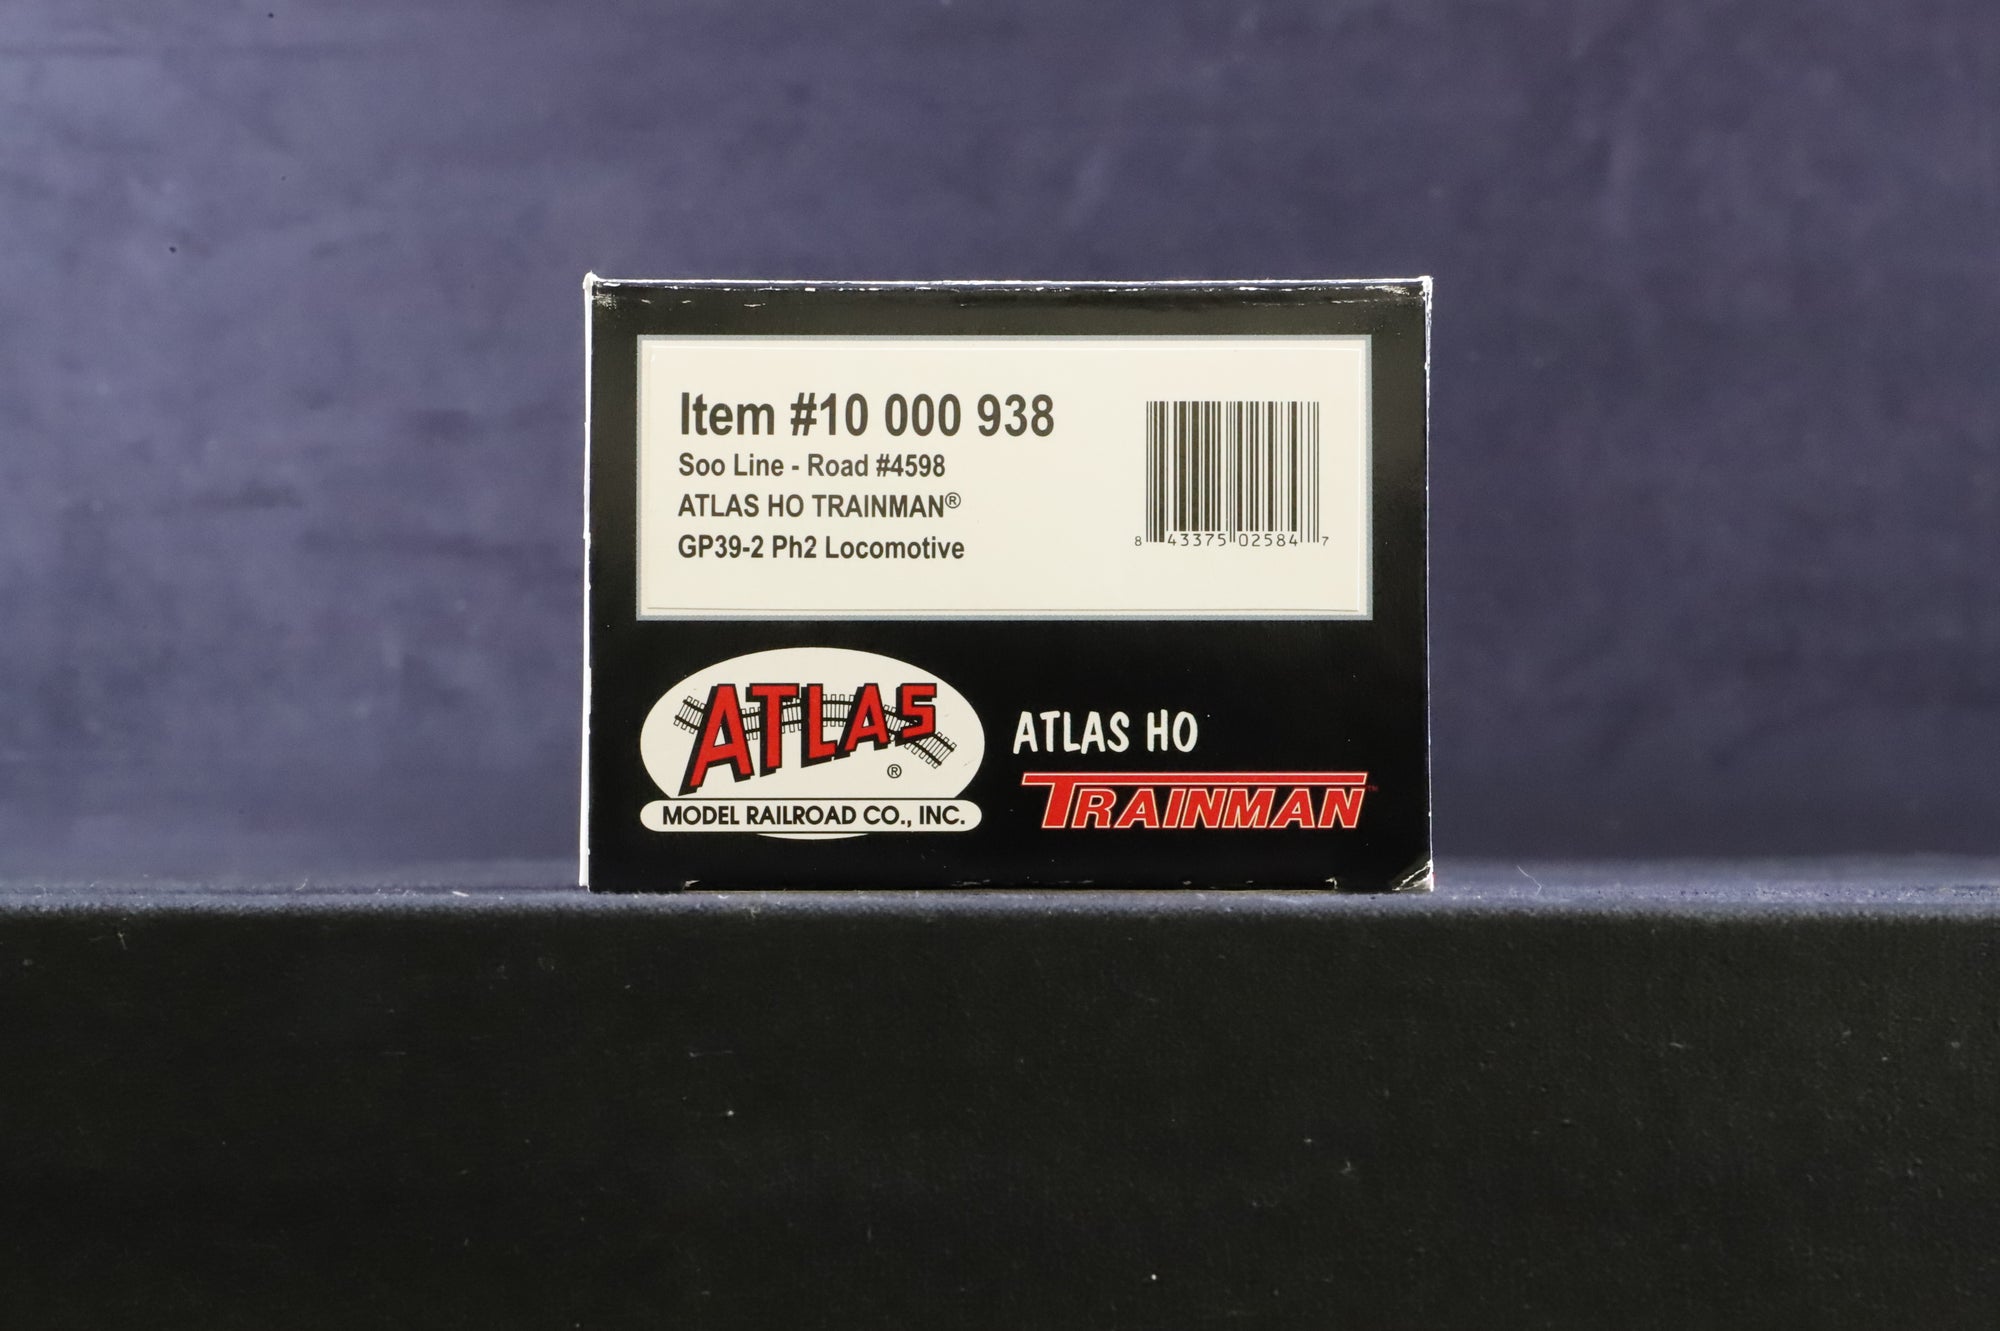 Item #10 000 938
Soo Line - Road #4598
ATLAS HO TRAINMAN®
GP39-2 Ph2 Locomotive
8 43375 02584 7
ATLAS
®
MODEL RAILROAD CO., INC.
ATLAS HO
TRAINMAN™